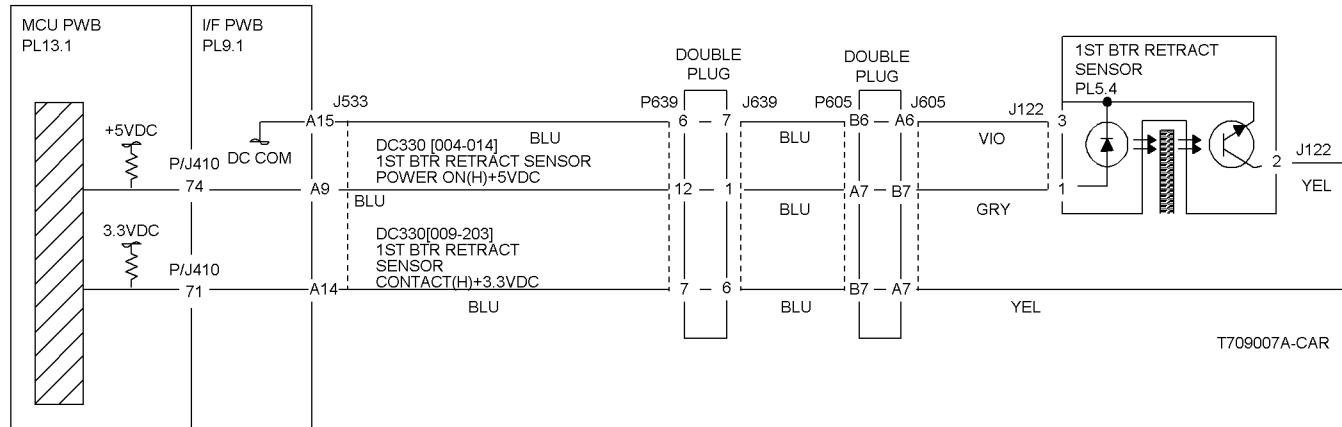 MCU PWB
PL13.1
I/F PWB
PL9.1
DOUBLE
PLUG
DOUBLE
PLUG
1ST BTR RETRACT
SENSOR
PL5.4
J533
P639
J639
P605
J605
J122
3
+5VDC
A15
BLU
6
7
BLU
B6
A6
VIO
DC COM
DC330 [004-014]
1ST BTR RETRACT SENSOR
POWER ON(H)+5VDC
P/J410
74
A9
BLU
12
1
BLU
A7
B7
GRY
1
2
J122
YEL
3.3VDC
DC330[009-203]
1ST BTR RETRACT
SENSOR
CONTACT(H)+3.3VDC
P/J410
71
A14
BLU
7
6
BLU
B7
A7
YEL
T709007A-CAR